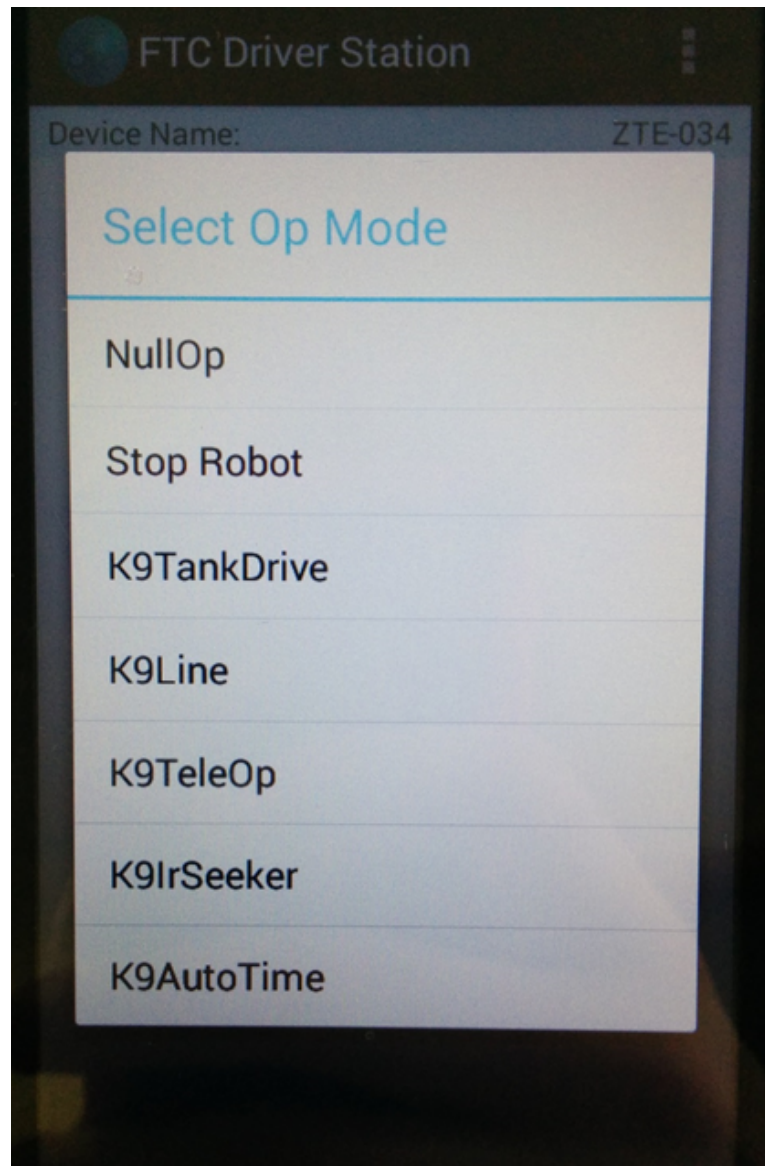 FTC Driver Station
Device Name: ZTE-034
Select Op Mode
NullOp
Stop Robot
K9TankDrive
K9Line
K9TeleOp
K9IrSeeker
K9AutoTime